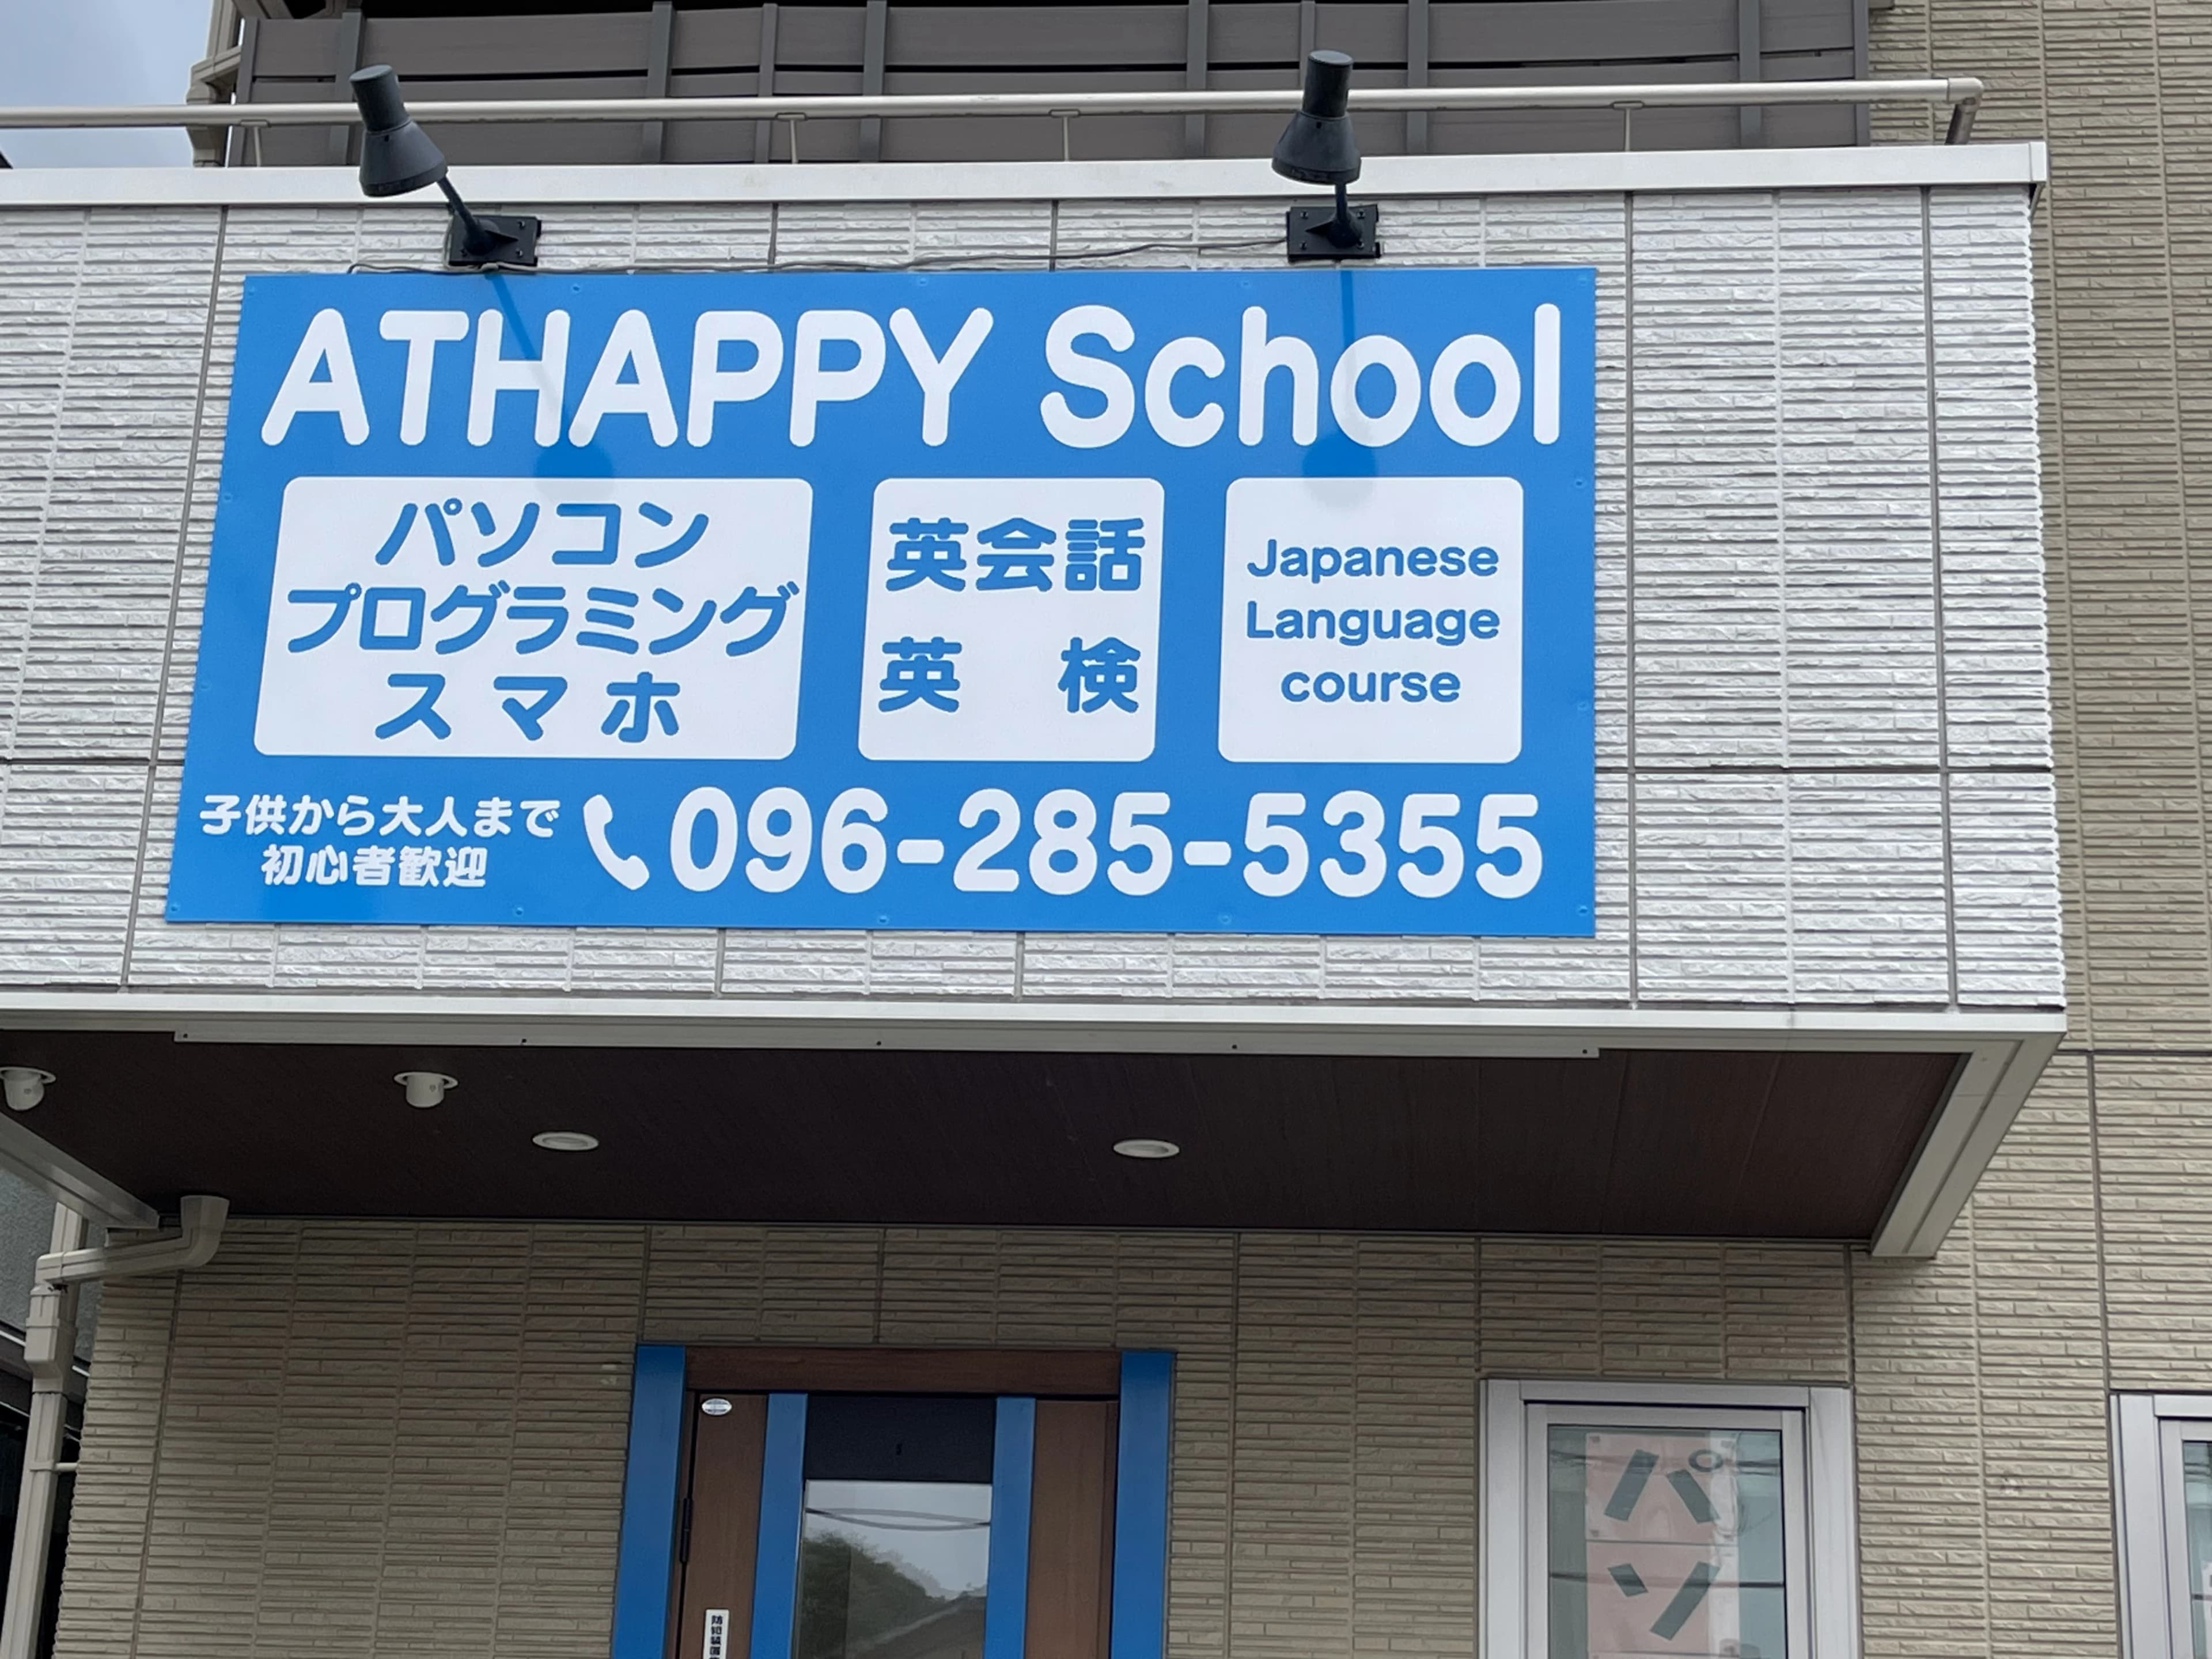 ATHAPPY School
パソコン
プログラミング
スマホ
英会話
英 検
Japanese
Language
course
子供から大人まで
初心者歓迎
096-285-5355
パソ